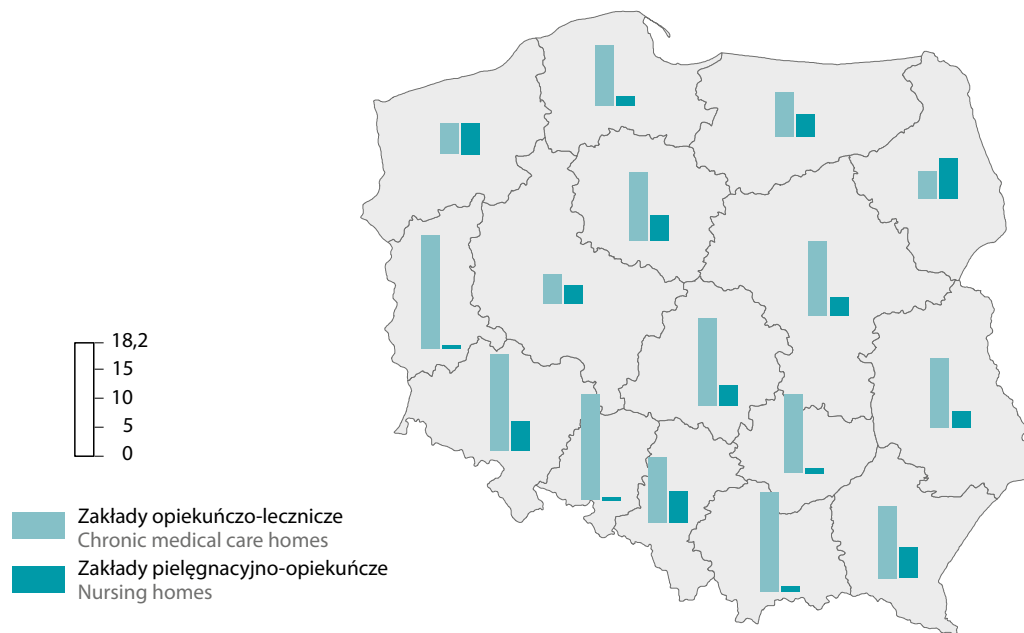 18,2
15
10
5
0
Zakłady opiekuńczo-lecznicze
Chronic medical care homes
Zakłady pielęgnacyjno-opiekuńcze
Nursing homes